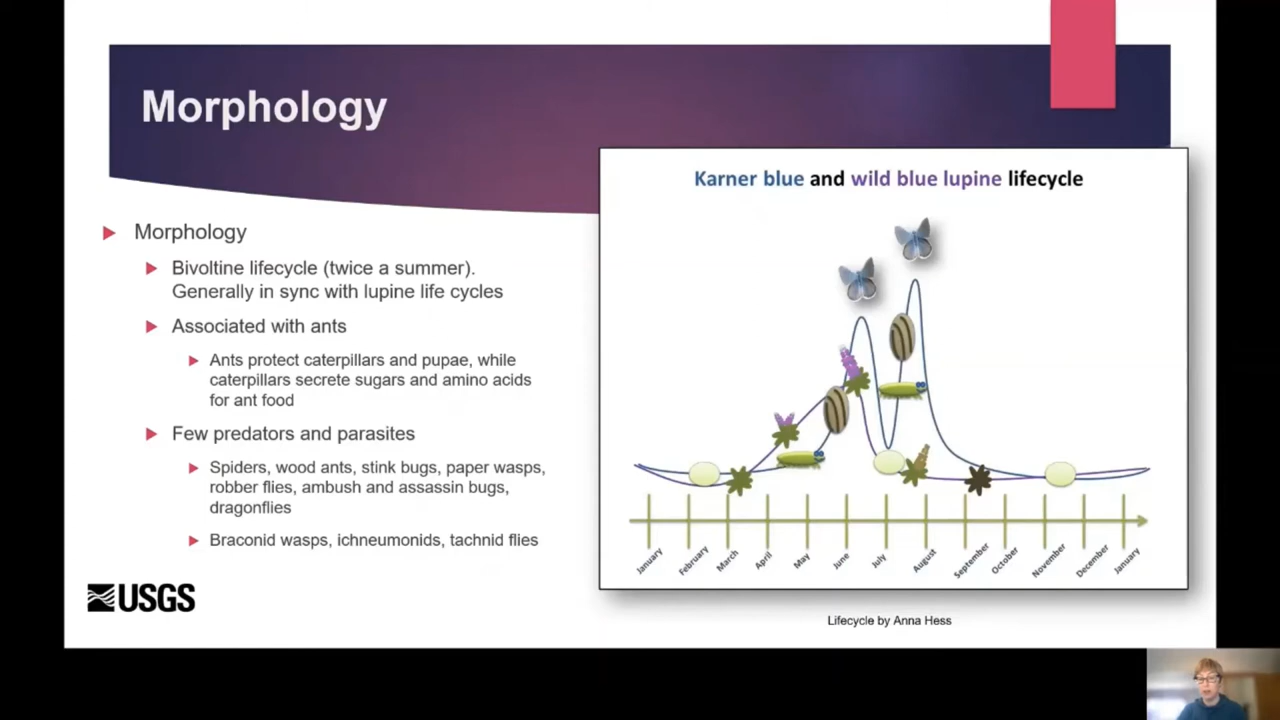 Morphology
Morphology
Bivoltine lifecycle (twice a summer).
Generally in sync with lupine life cycles
Associated with ants
Ants protect caterpillars and pupae, while
caterpillars secrete sugars and amino acids
for ant food
Few predators and parasites
Spiders, wood ants, stink bugs, paper wasps,
robber flies, ambush and assassin bugs,
dragonflies
Braconid wasps, ichneumonids, tachnid flies
USGS
Karner blue and wild blue lupine lifecycle
January
February
March
April
May
June
July
August
September
October
November
December
January
Lifecycle by Anna Hess